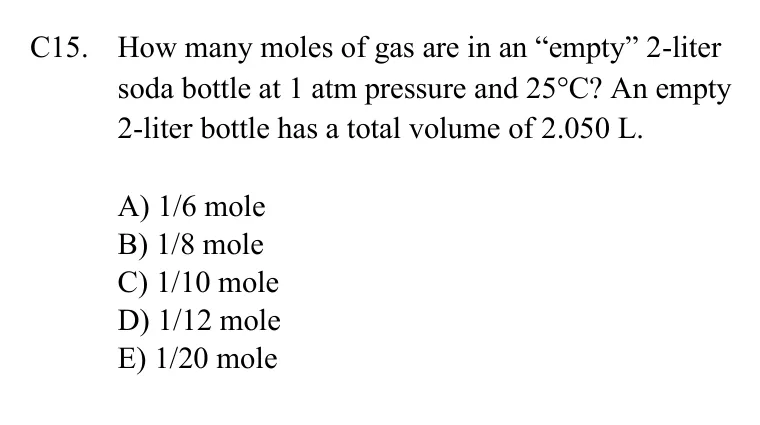 C15. How many moles of gas are in an “empty” 2-liter
soda bottle at 1 atm pressure and 25°C? An empty
2-liter bottle has a total volume of 2.050 L.
A) 1/6 mole
B) 1/8 mole
C) 1/10 mole
D) 1/12 mole
E) 1/20 mole